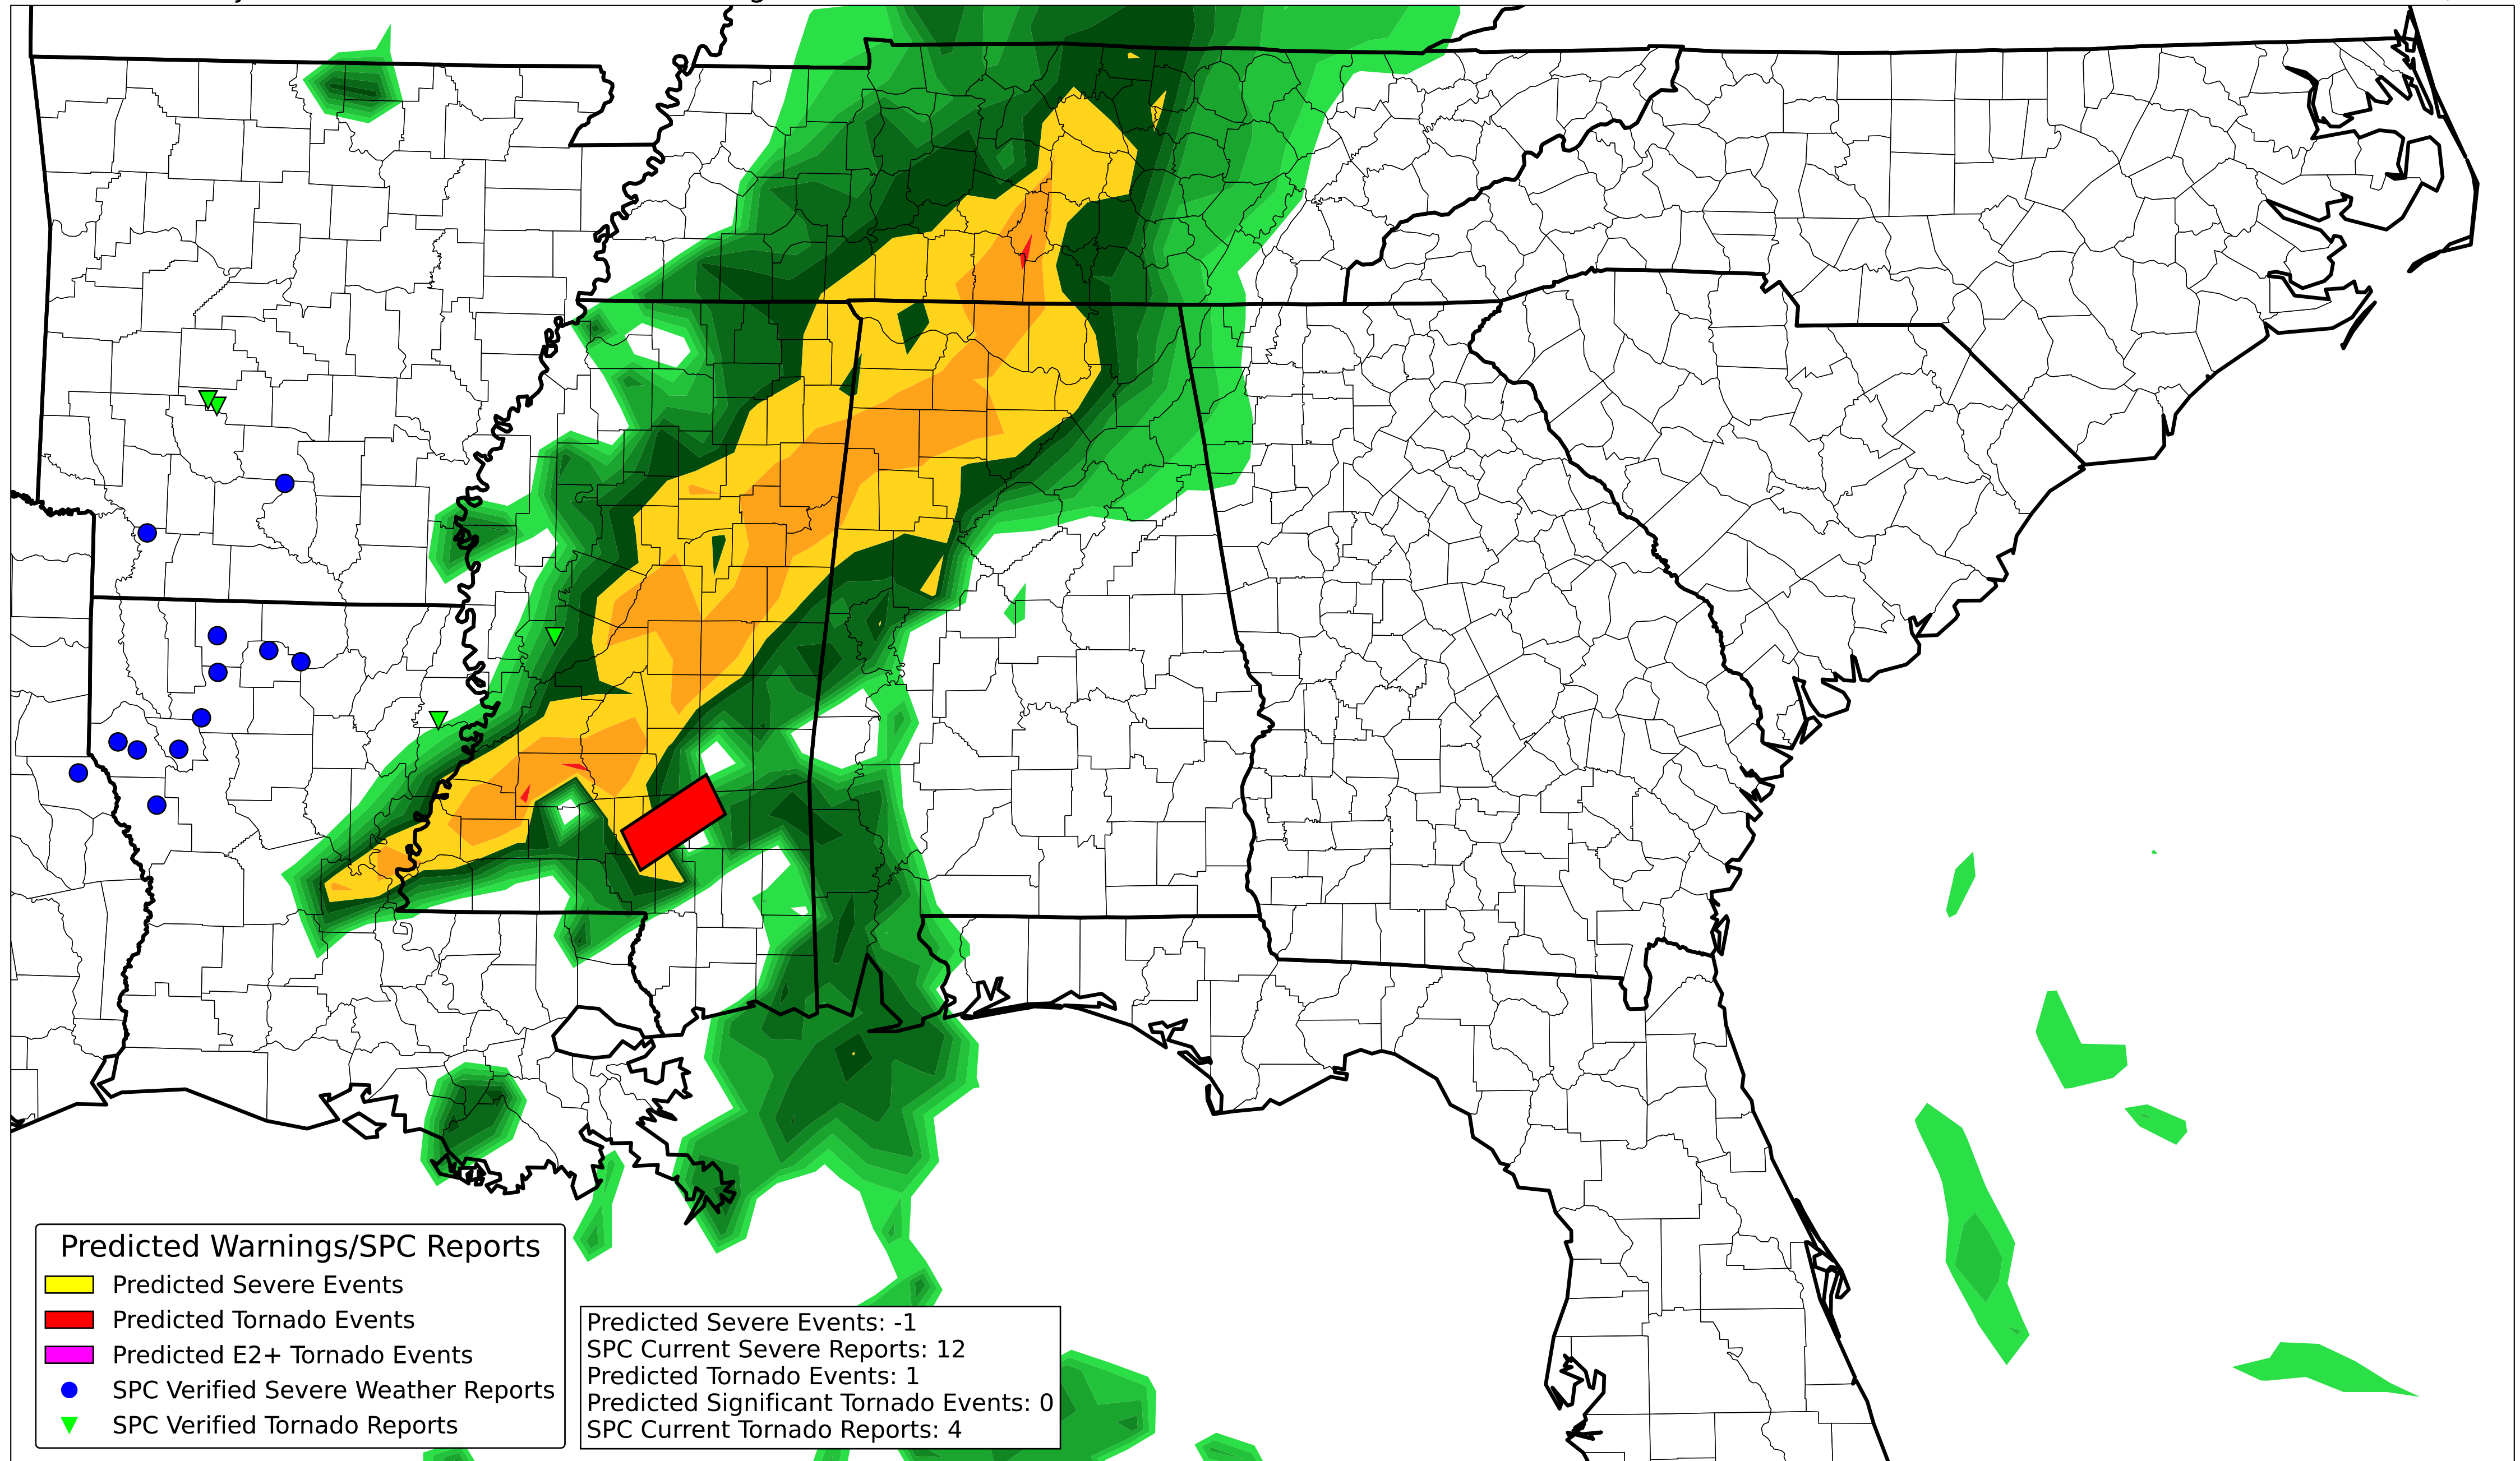 Predicted Warnings/SPC Reports
Predicted Severe Events
Predicted Tornado Events
Predicted E2+ Tornado Events
SPC Verified Severe Weather Reports
SPC Verified Tornado Reports
Predicted Severe Events: -1
SPC Current Severe Reports: 12
Predicted Tornado Events: 1
Predicted Significant Tornado Events: 0
SPC Current Tornado Reports: 4